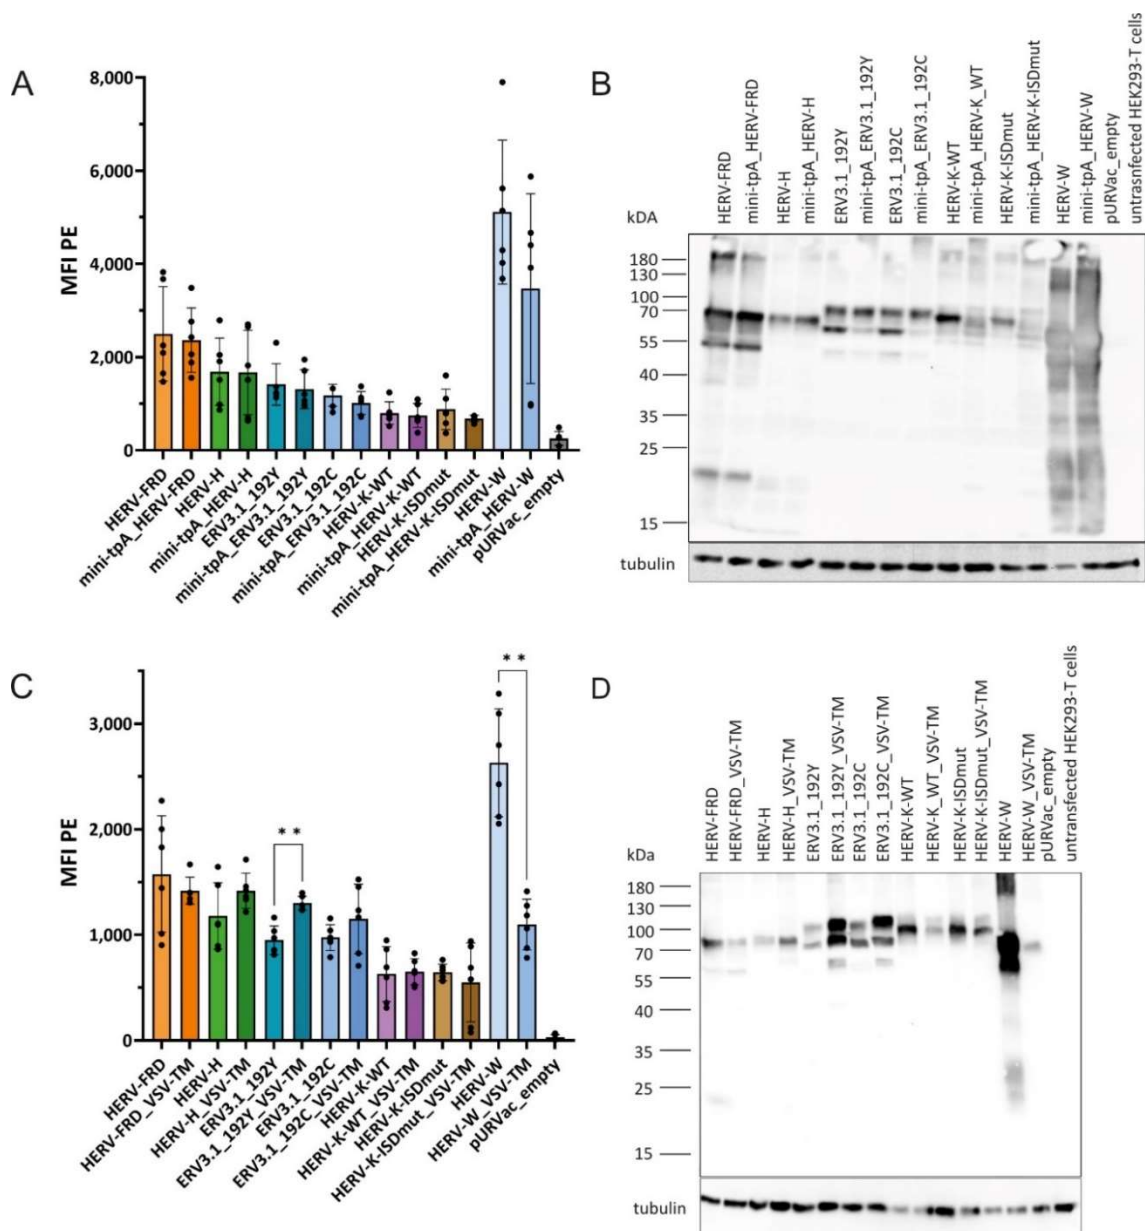 A
MFI PE
8,000
6,000
4,000
2,000
0
HERV-FRD
mini-tpA_HERV-FRD
HERV-H
mini-tpA_HERV-H
ERV3.1_192Y
mini-tpA_ERV3.1_192Y
ERV3.1_192C
mini-tpA_ERV3.1_192C
HERV-K-WT
mini-tpA_HERV-K-WT
HERV-K-ISDmut
mini-tpA_HERV-K-ISDmut
HERV-W
mini-tpA_HERV-W
pURVac_empty
B
HERV-FRD
mini-tpA_HERV-FRD
HERV-H
mini-tpA_HERV-H
ERV3.1_192Y
mini-tpA_ERV3.1_192Y
ERV3.1_192C
mini-tpA_ERV3.1_192C
HERV-K-WT
mini-tpA_HERV-K_WT
HERV-K-ISDmut
mini-tpA_HERV-K-ISDmut
HERV-W
mini-tpA_HERV-W
pURVac_empty
untrasnfected HEK293-T cells
kDA
180
130
100
70
55
40
35
25
15
tubulin
C
MFI PE
3,000
2,000
1,000
0
* *
* *
HERV-FRD
HERV-FRD_VSV-TM
HERV-H
HERV-H_VSV-TM
ERV3.1_192Y
ERV3.1_192Y_VSV-TM
ERV3.1_192C
ERV3.1_192C_VSV-TM
HERV-K-WT
HERV-K-WT_VSV-TM
HERV-K-ISDmut
HERV-K-ISDmut_VSV-TM
HERV-W
HERV-W_VSV-TM
pURVac_empty
D
HERV-FRD
HERV-FRD_VSV-TM
HERV-H
HERV-H_VSV-TM
ERV3.1_192Y
ERV3.1_192Y_VSV-TM
ERV3.1_192C
ERV3.1_192C_VSV-TM
HERV-K-WT
HERV-K_WT_VSV-TM
HERV-K-ISDmut
HERV-K-ISDmut_VSV-TM
HERV-W
HERV-W_VSV-TM
pURVac_empty
untransfected HEK293-T cells
kDa
180
130
100
70
55
40
35
25
15
tubulin